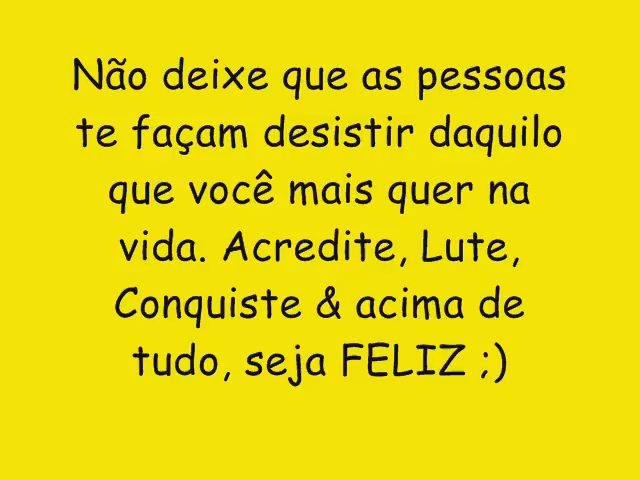 Não deixe que as pessoas
te façam desistir daquilo
que você mais quer na
vida. Acredite, Lute,
Conquiste & acima de
tudo, seja FELIZ ;)